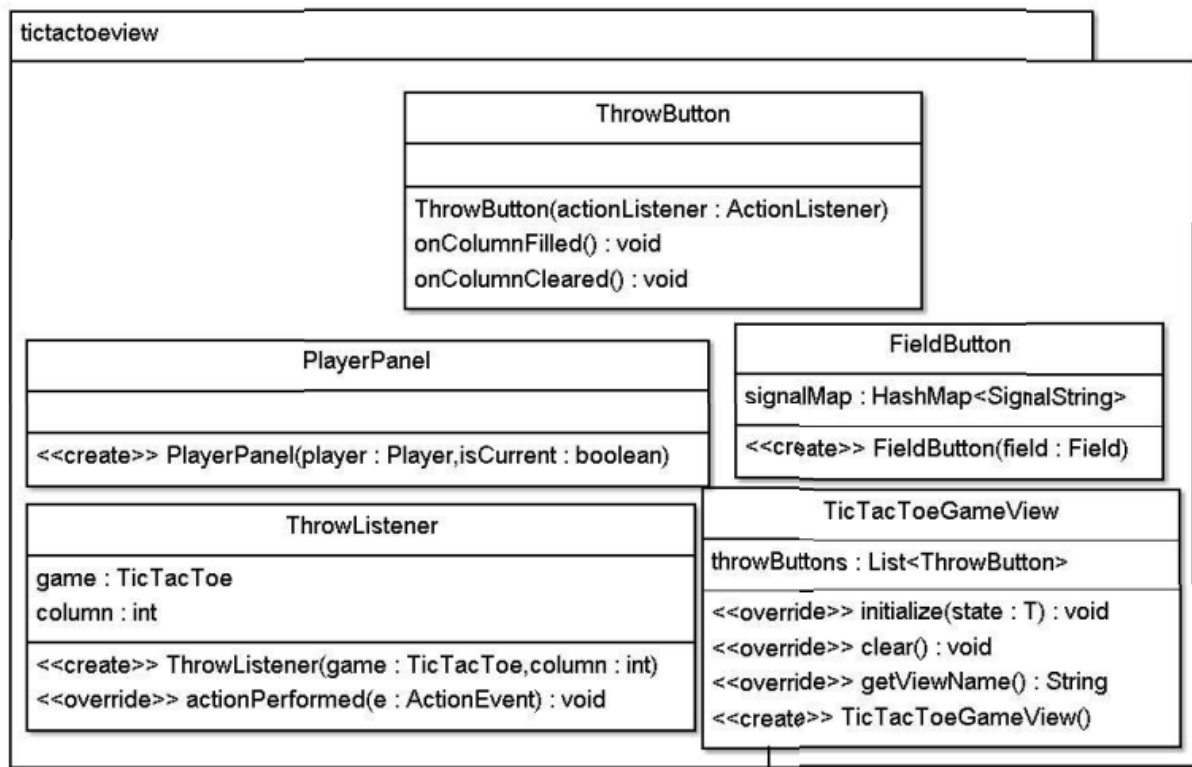 tictactoeview
ThrowButton
ThrowButton(actionListener : ActionListener)
onColumnFilled() : void
onColumnCleared() : void
PlayerPanel
<<create>> PlayerPanel(player : Player,isCurrent : boolean)
FieldButton
signalMap : HashMap<SignalString>
<<create>> FieldButton(field : Field)
ThrowListener
game : TicTacToe
column : int
<<create>> ThrowListener(game : TicTacToe,column : int)
<<override>> actionPerformed(e : ActionEvent) : void
TicTacToeGameView
throwButtons : List<ThrowButton>
<<override>> initialize(state : T) : void
<<override>> clear() : void
<<override>> getViewName() : String
<<create>> TicTacToeGameView()